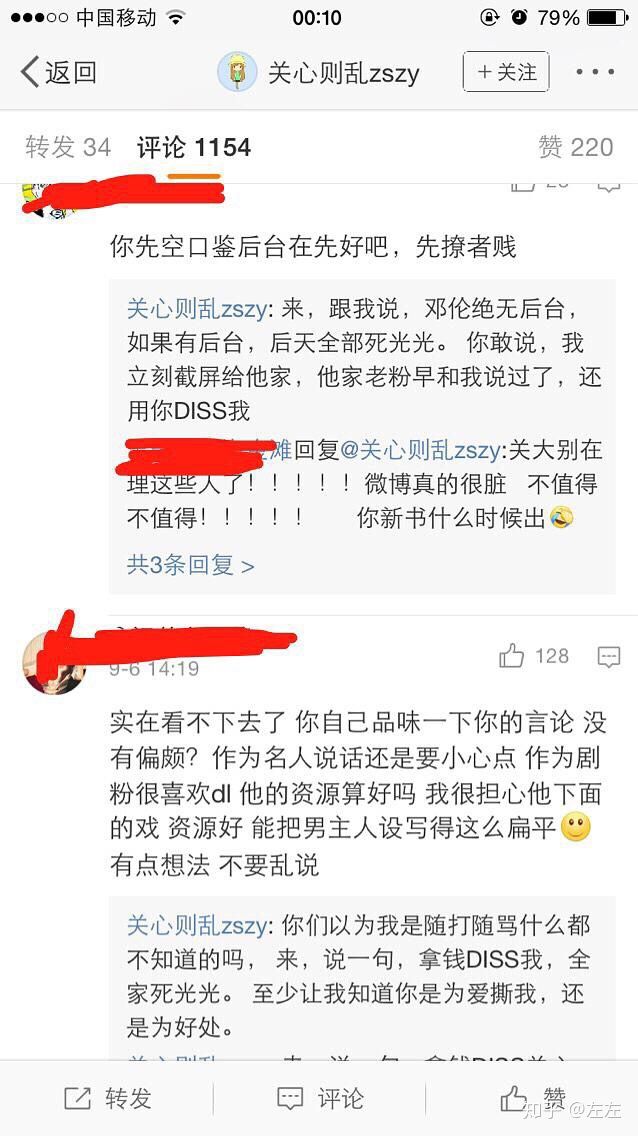 中国移动 00:10 79%
返回 关心则乱zszy +关注
转发 34 评论 1154 赞 220
你先空口鉴后台在先好吧，先撩者贱
关心则乱zszy: 来，跟我说，邓伦绝无后台，
如果有后台，后天全部死光光。 你敢说，我
立刻截屏给他家，他家老粉早和我说过了，还
用你DISS我
滩回复@关心则乱zszy:关大别在
理这些人了！！！！！微博真的很脏 不值得
不值得！！！！！ 你新书什么时候出🤣
共3条回复 >
9-6 14:19 128
实在看不下去了 你自己品味一下你的言论 没
有偏颇？作为名人说话还是要小心点 作为剧
粉很喜欢dl 他的资源算好吗 我很担心他下面
的戏 资源好 能把男主人设写得这么扁平🙂
有点想法 不要乱说
关心则乱zszy: 你们以为我是随打随骂什么都
不知道的吗， 来，说一句，拿钱DISS我，全
家死光光。 至少让我知道你是为爱撕我，还
是为好处。
转发 评论 赞
知乎 @左左